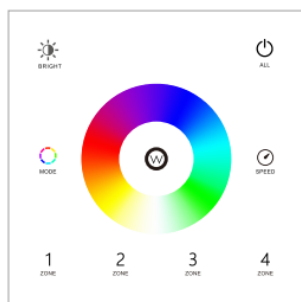 BRIGHT
ALL
W
MODE
SPEED
1 2 3 4
ZONE ZONE ZONE ZONE